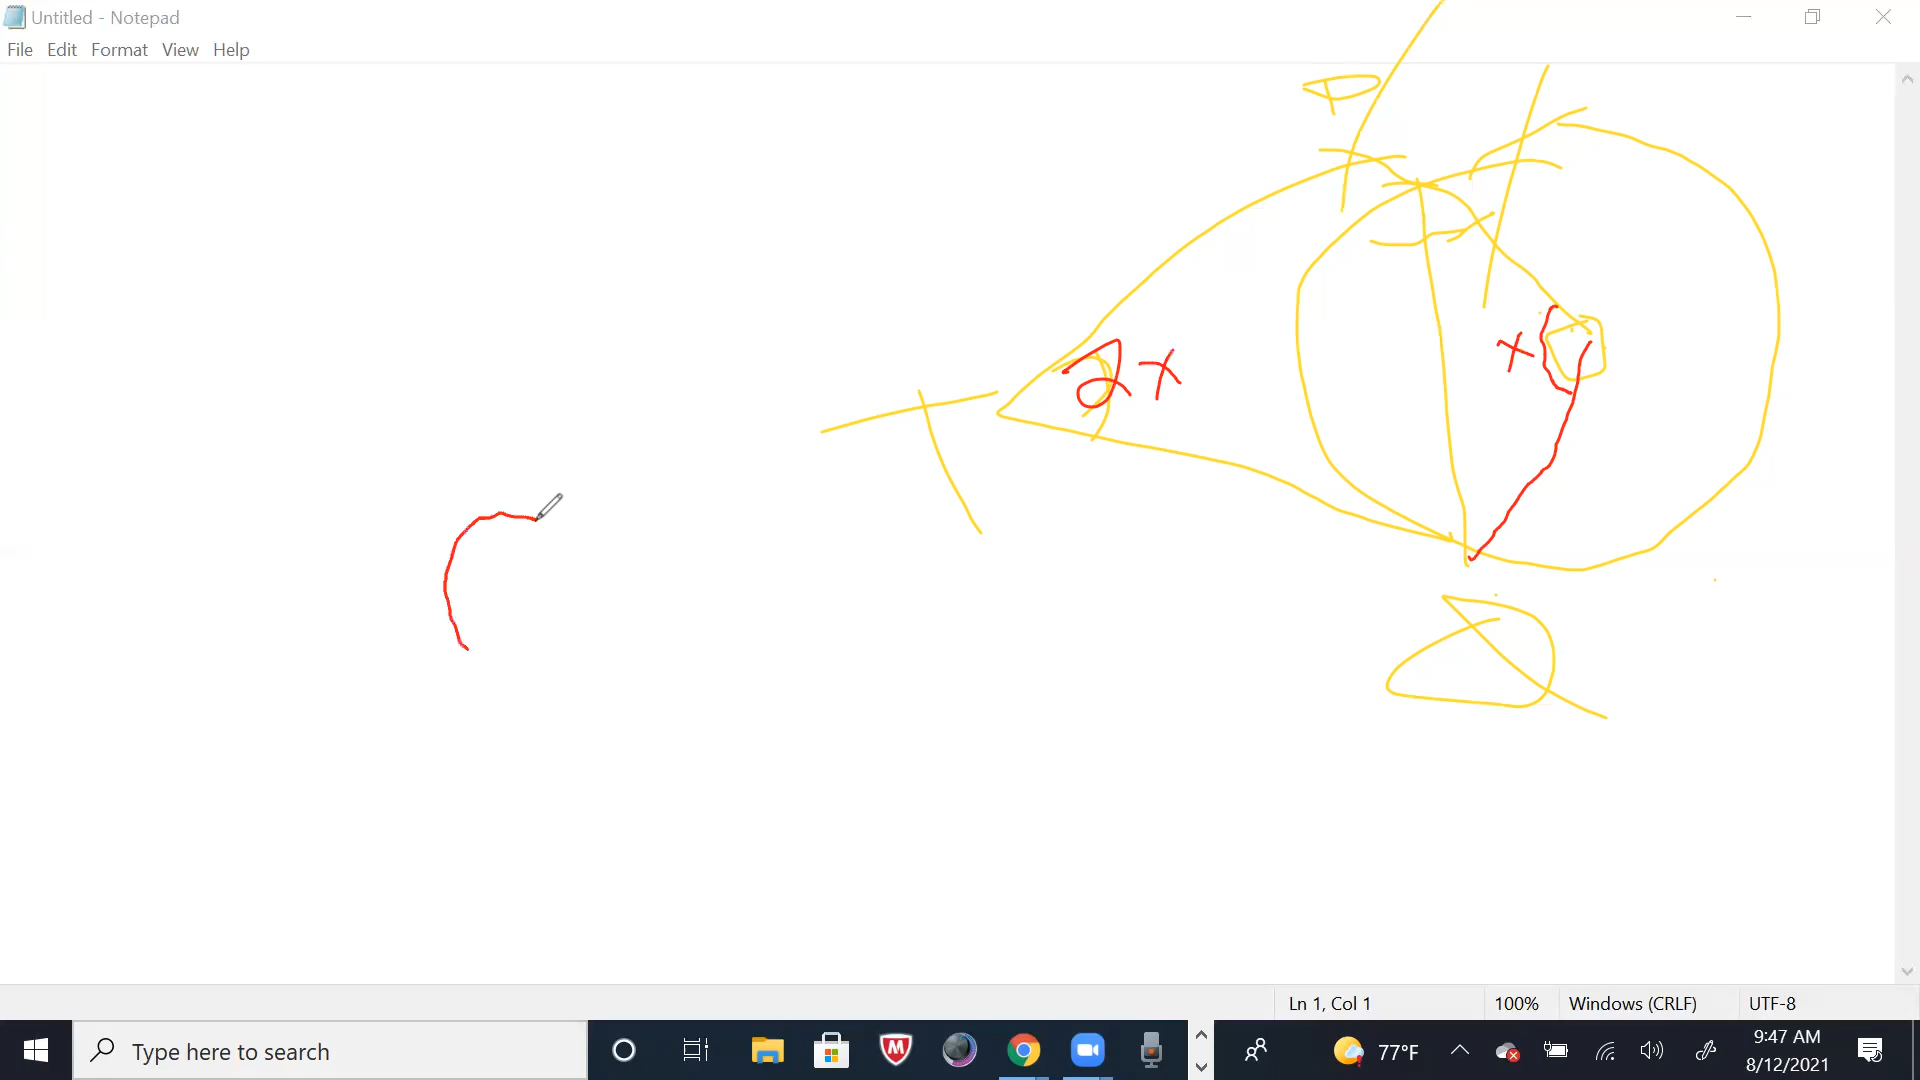 Untitled - Notepad
File Edit Format View Help
P
2x
x
T
Q
Ln 1, Col 1 100% Windows (CRLF) UTF-8
Type here to search
77°F
9:47 AM
8/12/2021